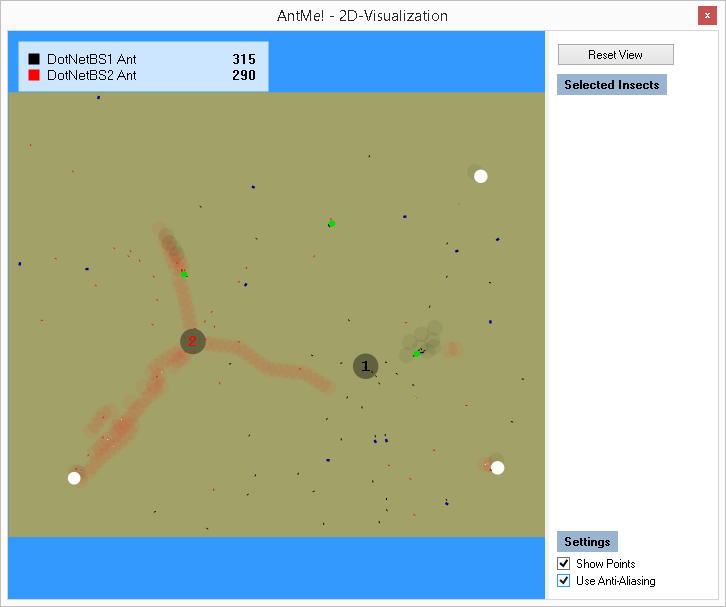 AntMe! - 2D-Visualization
x
DotNetBS1 Ant 315
DotNetBS2 Ant 290
Reset View
Selected Insects
2
1
Settings
Show Points
Use Anti-Aliasing